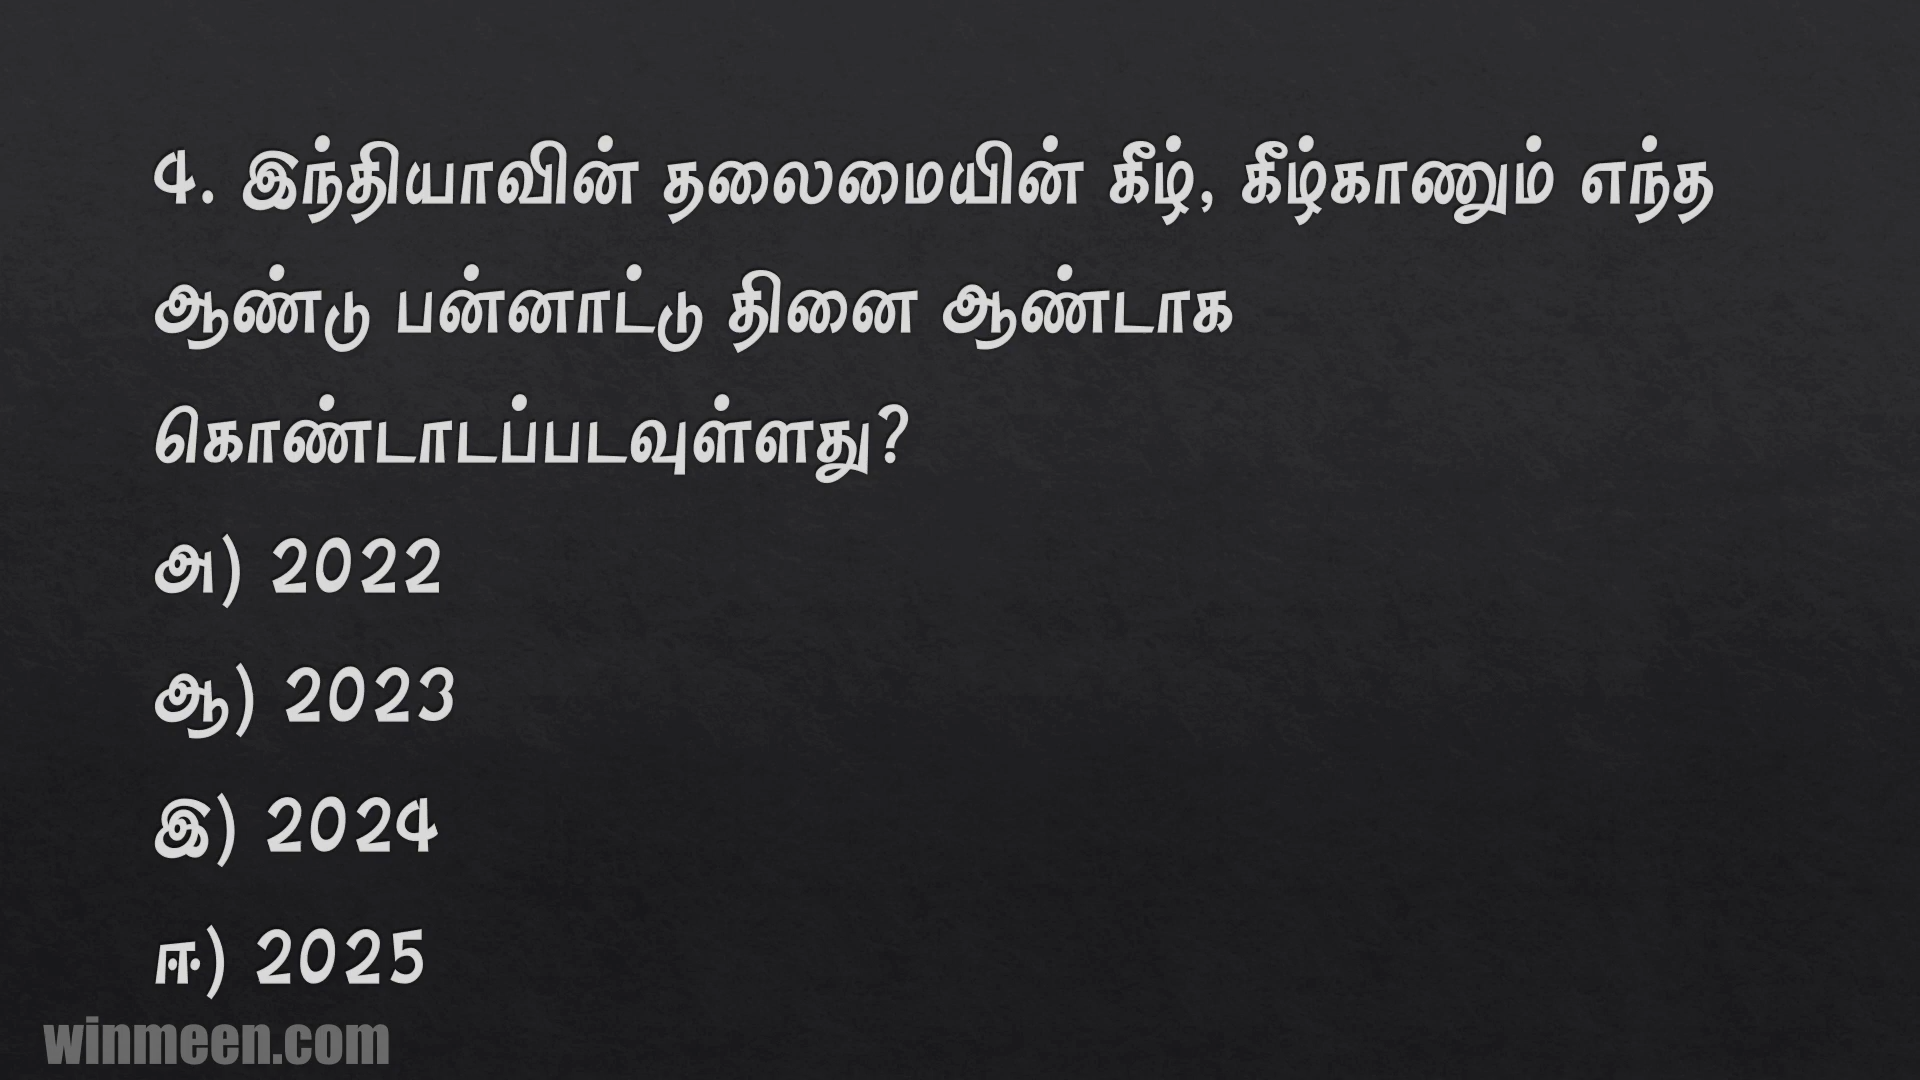 4. இந்தியாவின் தலைமையின் கீழ், கீழ்காணும் எந்த
ஆண்டு பன்னாட்டு தினை ஆண்டாக
கொண்டாடப்படவுள்ளது?
அ) 2022
ஆ) 2023
இ) 2024
ஈ) 2025
winmeen.com